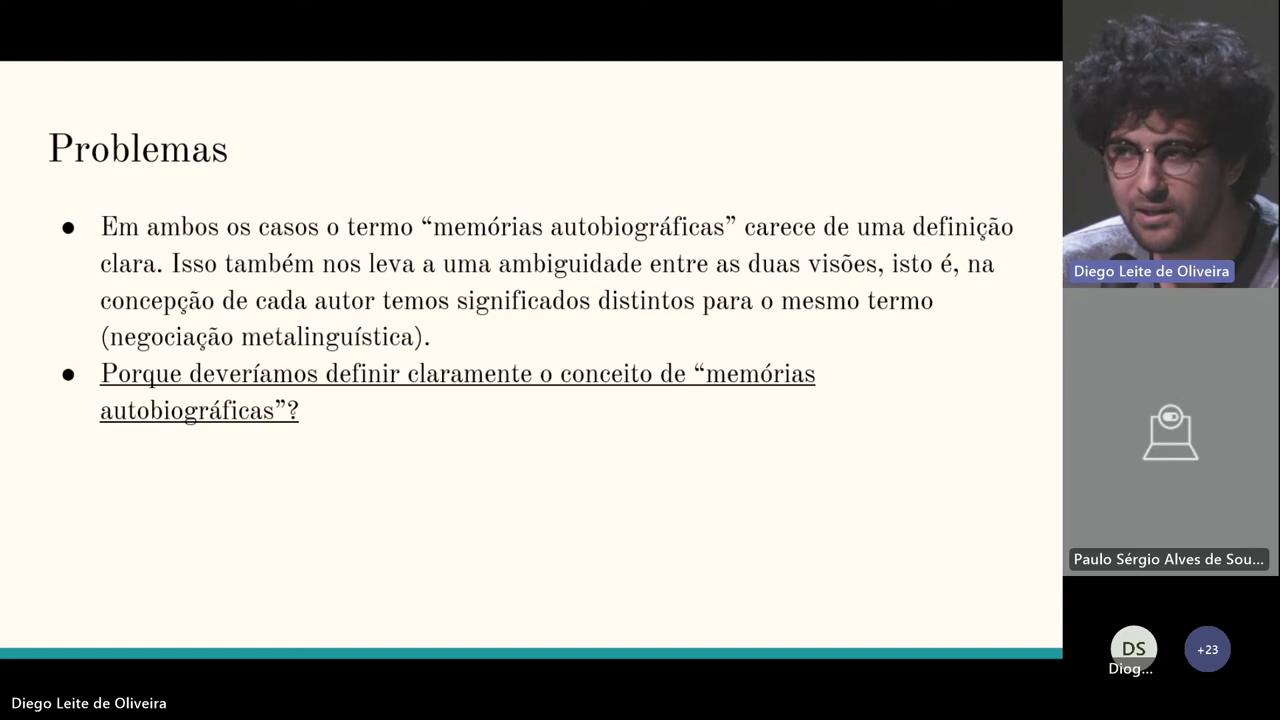 Problemas
● Em ambos os casos o termo “memórias autobiográficas” carece de uma definição
clara. Isso também nos leva a uma ambiguidade entre as duas visões, isto é, na
concepção de cada autor temos significados distintos para o mesmo termo
(negociação metalinguística).
● Porque deveríamos definir claramente o conceito de “memórias
autobiográficas”?
Diego Leite de Oliveira
Paulo Sérgio Alves de Sou...
DS
Diog...
+23
Diego Leite de Oliveira